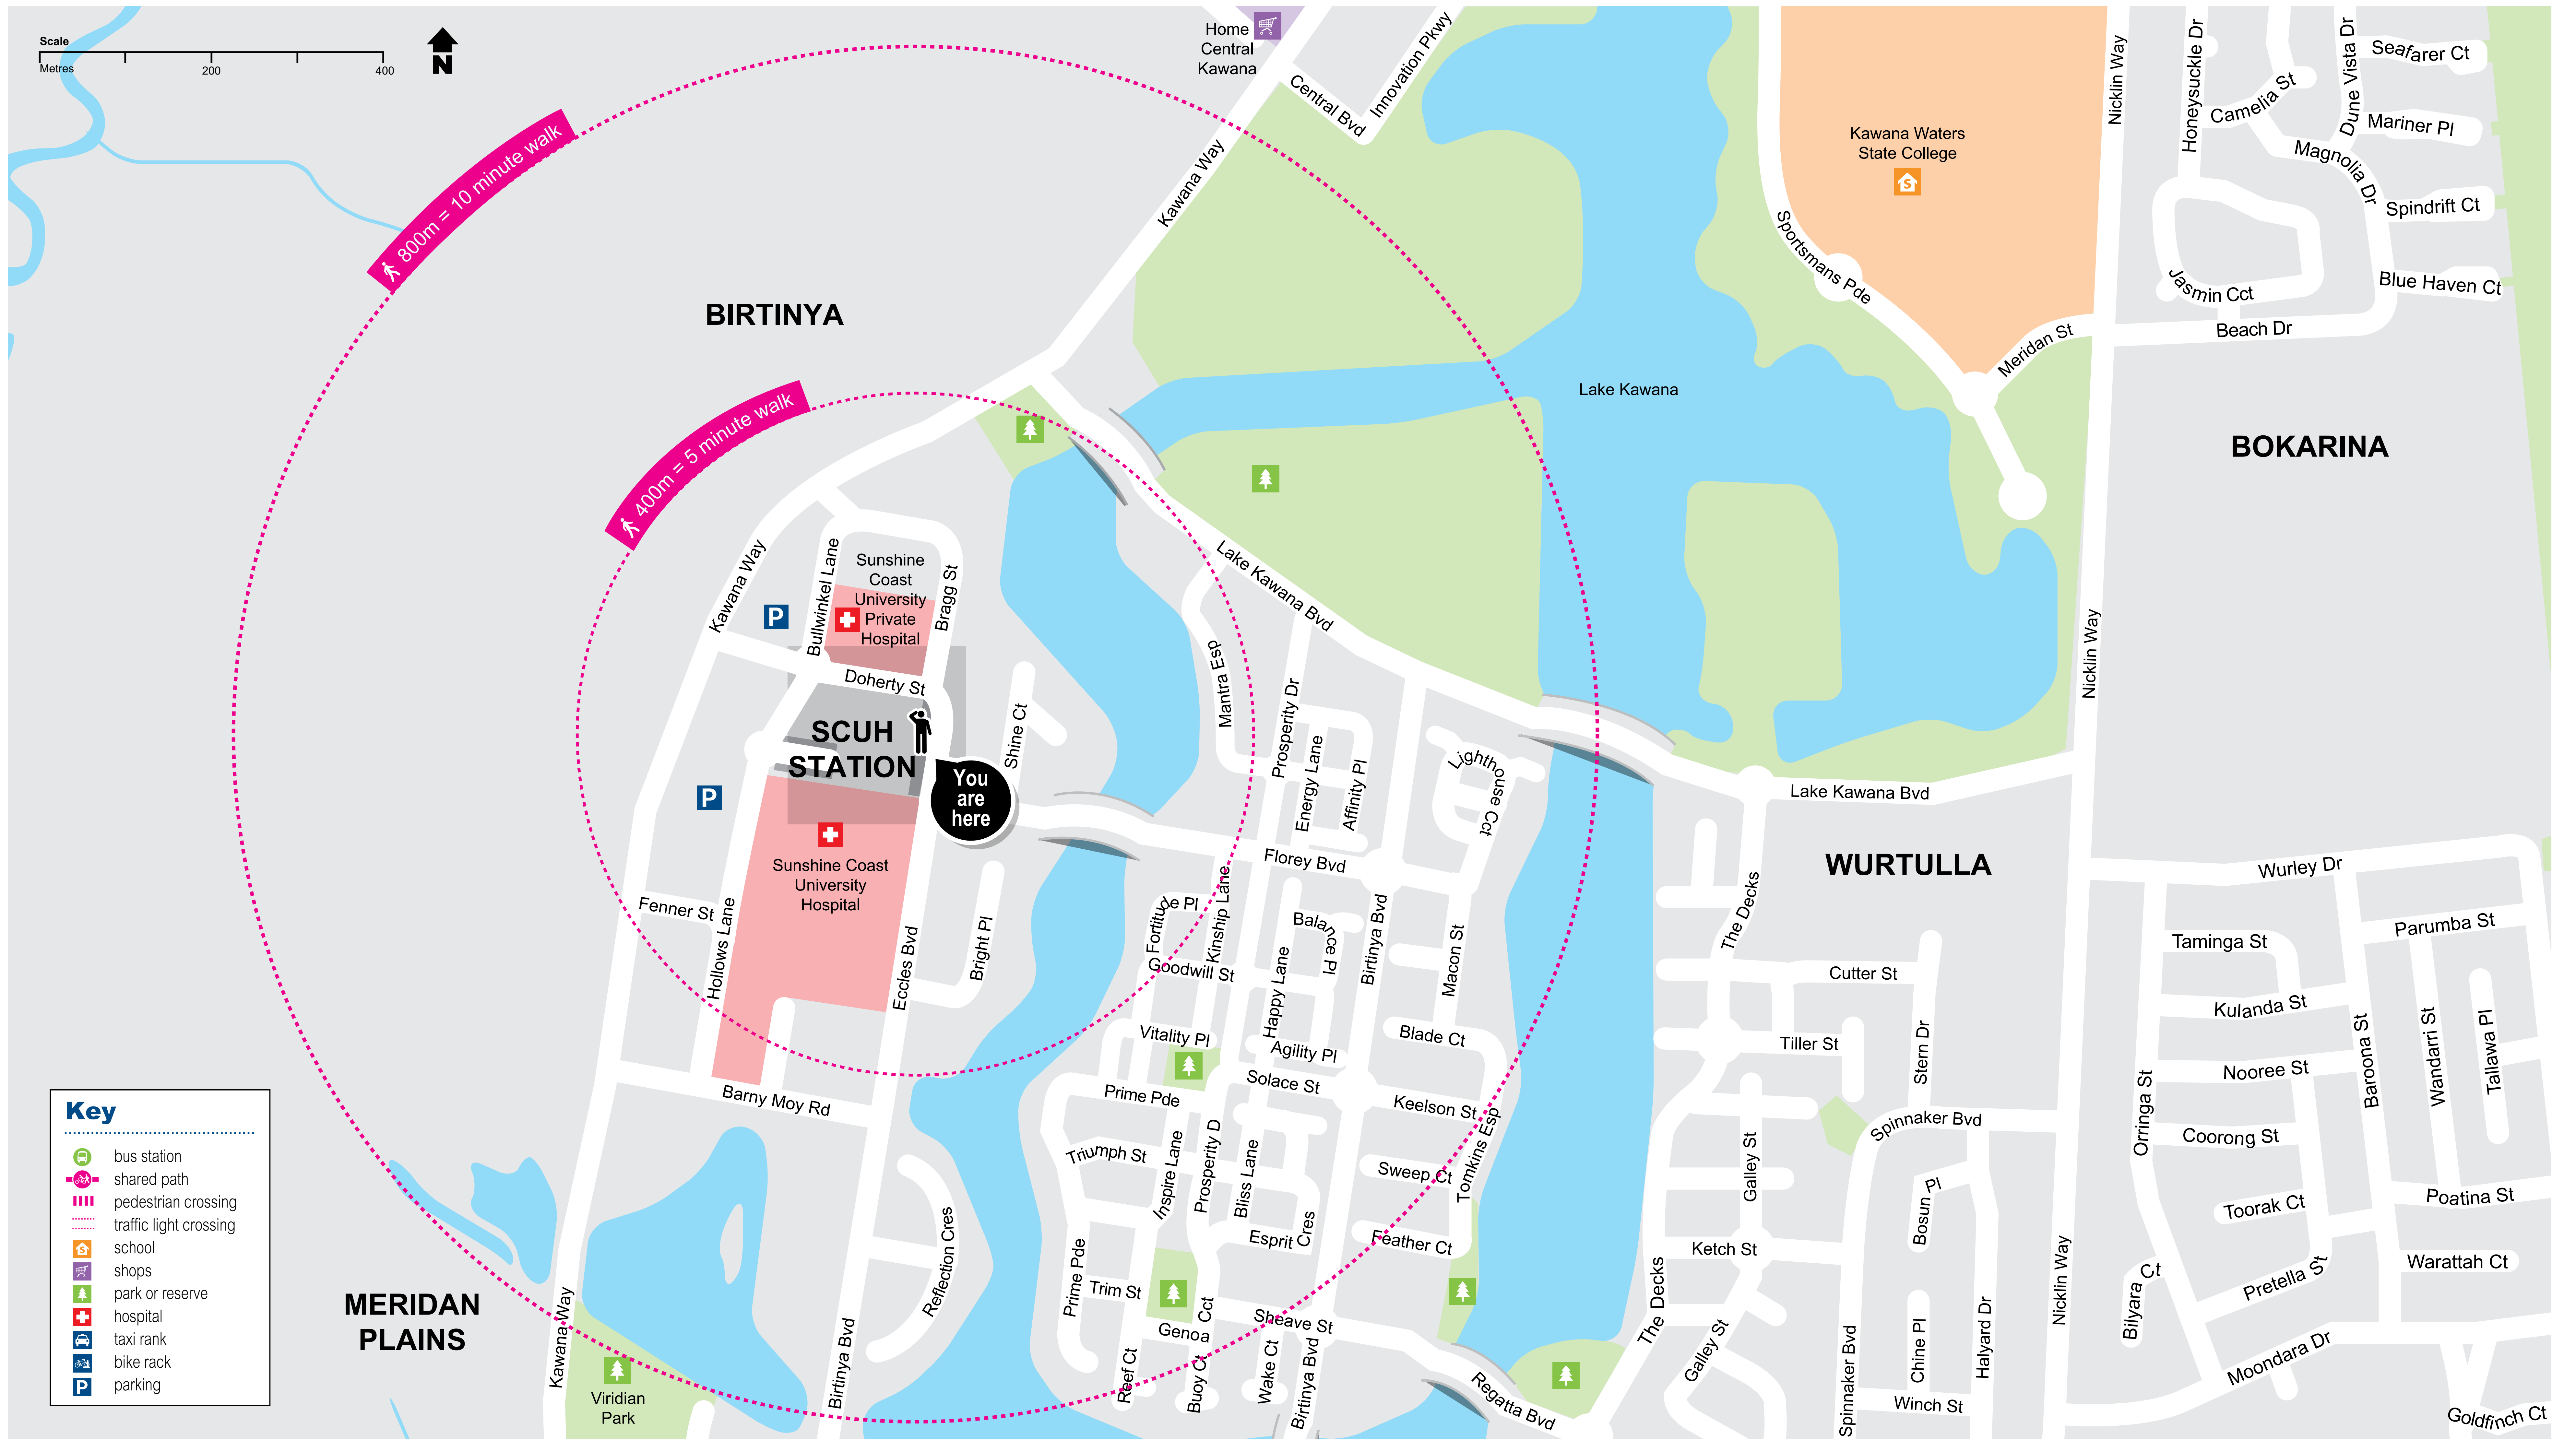 Scale
Metres
200
400
N
Home
Central
Kawana
Central Bvd
Innovation Pkwy
Kawana Way
800m = 10 minute walk
400m = 5 minute walk
BIRTINYA
Kawana Waters
State College
Sportsmans Pde
Meridan St
Nicklin Way
Honeysuckle Dr
Camelia St
Dune Vista Dr
Seafarer Ct
Mariner Pl
Magnolia Dr
Spindrift Ct
Jasmin Cct
Blue Haven Ct
Beach Dr
Lake Kawana
BOKARINA
Kawana Way
Bullwinkel Lane
Sunshine
Coast
University
Private
Hospital
Bragg St
P
Doherty St
SCUH
STATION
You
are
here
Shine Ct
P
Sunshine Coast
University
Hospital
Fenner St
Hollows Lane
Eccles Bvd
Bright Pl
Barny Moy Rd
Lake Kawana Bvd
Mantra Esp
Prosperity Dr
Energy Lane
Affinity Pl
Lighthouse Cct
Florey Bvd
Fortitude Pl
Kinship Lane
Goodwill St
Happy Lane
Balance Pl
Birtinya Bvd
Macon St
Vitality Pl
Agility Pl
Blade Ct
Prime Pde
Solace St
Keelson St
Tomkins Esp
Triumph St
Inspire Lane
Prosperity D
Bliss Lane
Sweep Ct
Esprit Cres
Feather Ct
Prime Pde
Trim St
Genoa Cct
Sheave St
Reef Ct
Buoy Ct
Wake Ct
Birtinya Bvd
Regatta Bvd
Reflection Cres
Birtinya Bvd
Kawana Way
Viridian
Park
MERIDAN
PLAINS
Lake Kawana Bvd
Nicklin Way
WURTULLA
The Decks
Cutter St
Tiller St
Stern Dr
Spinnaker Bvd
Galley St
Bosun Pl
Ketch St
The Decks
Galley St
Spinnaker Bvd
Chine Pl
Halyard Dr
Winch St
Nicklin Way
Wurley Dr
Parumba St
Taminga St
Kulanda St
Nooree St
Baroona St
Wandarri St
Tallawa Pl
Orringa St
Coorong St
Toorak Ct
Poatina St
Bilyara Ct
Pretella St
Warattah Ct
Moondara Dr
Goldfinch Ct
Key
bus station
shared path
pedestrian crossing
traffic light crossing
S school
shops
park or reserve
hospital
taxi rank
bike rack
P parking